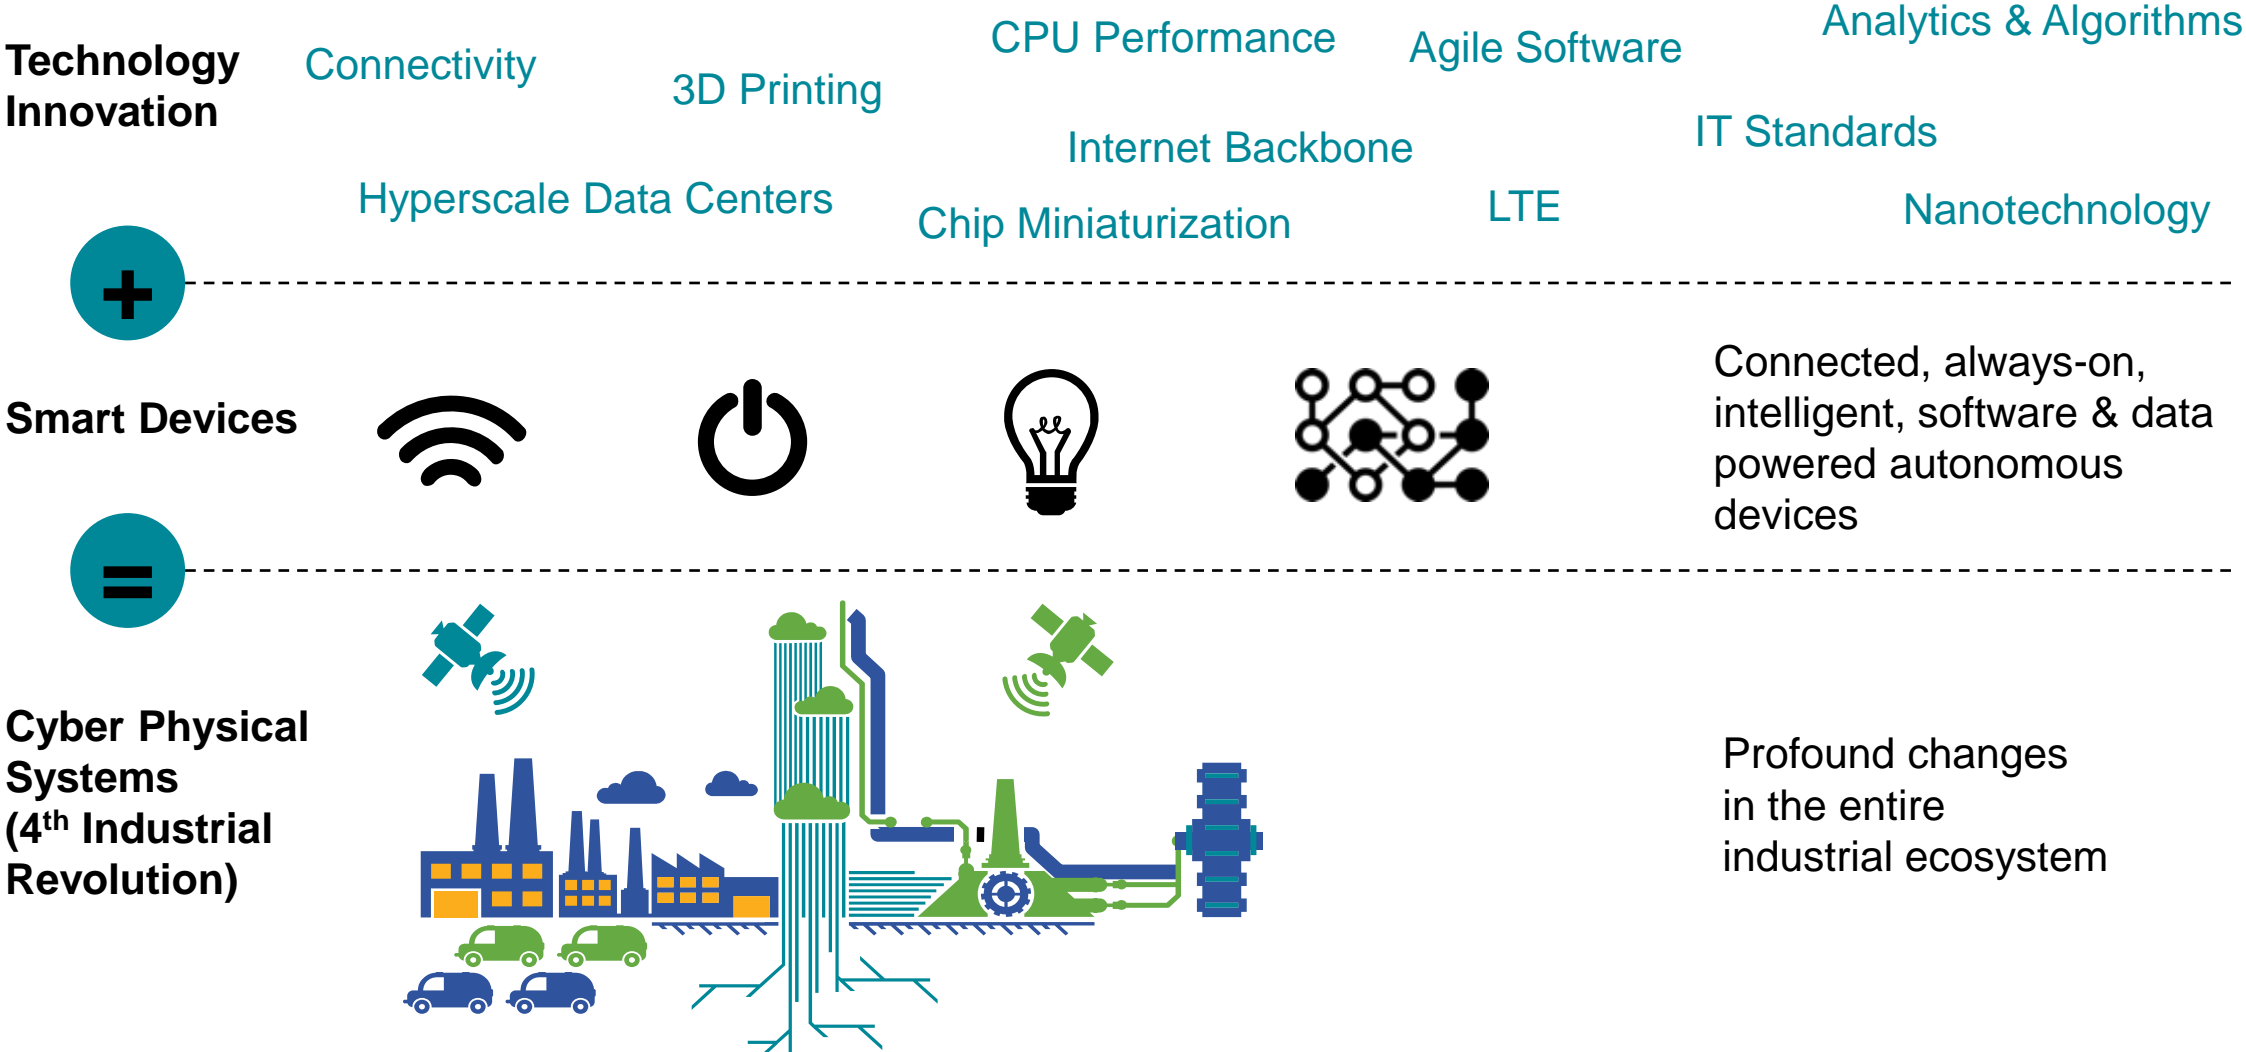 Technology
Innovation
Connectivity
3D Printing
CPU Performance
Agile Software
Analytics & Algorithms
Internet Backbone
IT Standards
Hyperscale Data Centers
Chip Miniaturization
LTE
Nanotechnology
+
Smart Devices
Connected, always-on,
intelligent, software & data
powered autonomous
devices
=
Cyber Physical
Systems
(4th Industrial
Revolution)
Profound changes
in the entire
industrial ecosystem